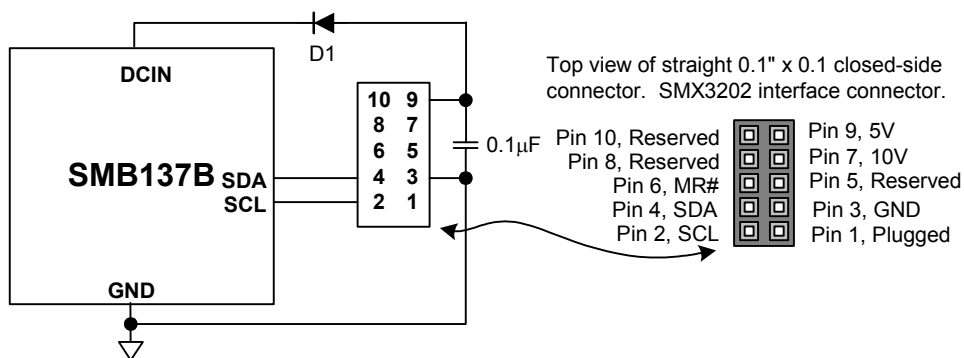 D1
DCIN
SMB137B
SDA
SCL
GND
10 9
8 7
6 5
4 3
2 1
0.1µF
Top view of straight 0.1" x 0.1 closed-side
connector. SMX3202 interface connector.
Pin 10, Reserved
Pin 8, Reserved
Pin 6, MR#
Pin 4, SDA
Pin 2, SCL
Pin 9, 5V
Pin 7, 10V
Pin 5, Reserved
Pin 3, GND
Pin 1, Plugged